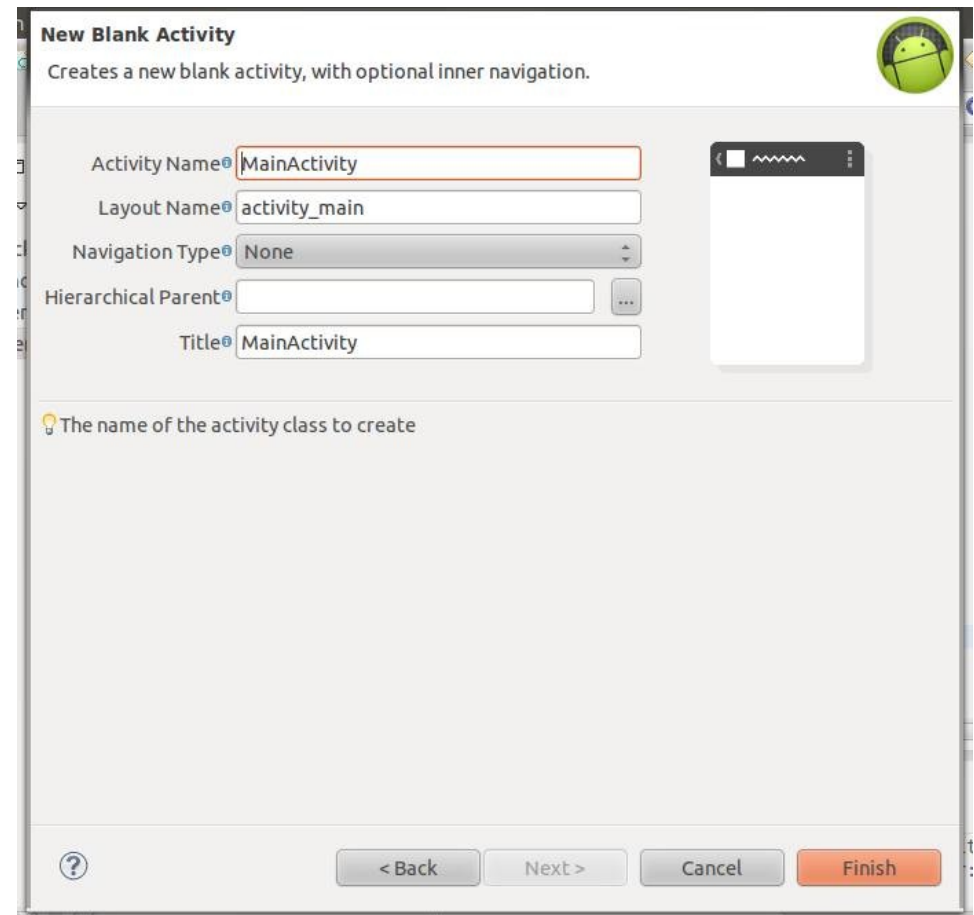 New Blank Activity
Creates a new blank activity, with optional inner navigation.
Activity Name MainActivity
Layout Name activity_main
Navigation Type None
Hierarchical Parent ...
Title MainActivity
The name of the activity class to create
? < Back Next > Cancel Finish